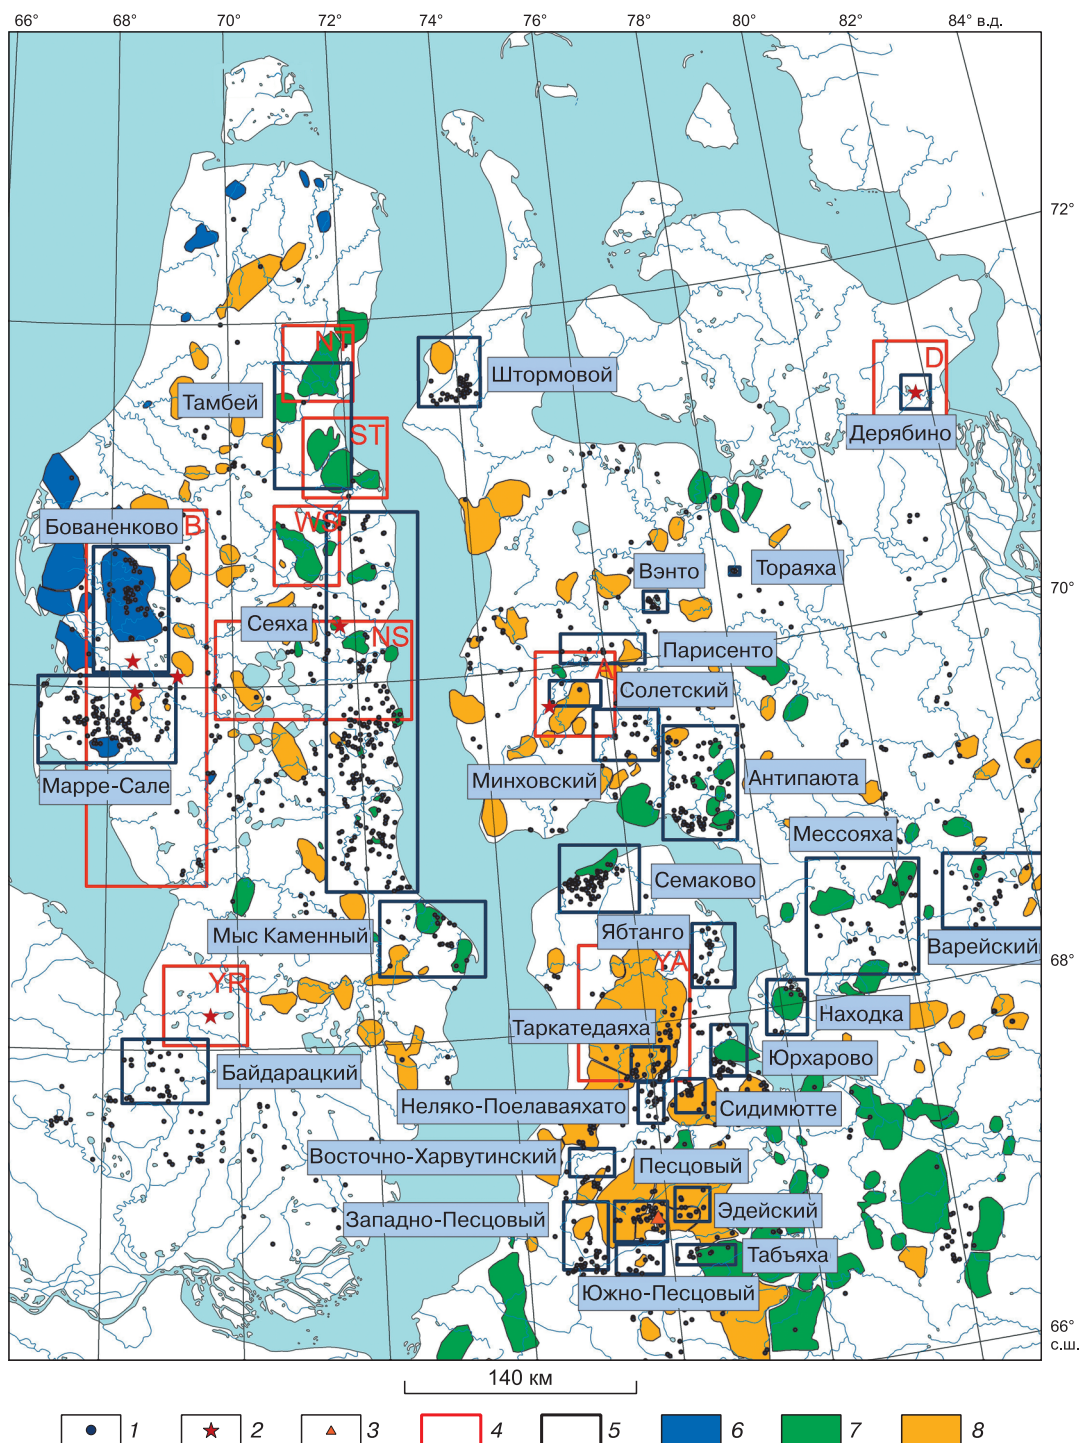 66° 68° 70° 72° 74° 76° 78° 80° 82° 84° в.д.
72°
NT
Штормовой
D
Тамбей
ST
Дерябино
Бованенково
B
WS
Вэнто
Тораяха
70°
Сеяха
NS
Парисенто
A
Солетский
Марре-Сале
Минховский
Антипаюта
Мессояха
Семаково
Мыс Каменный
Ябтанго
Варейский
68°
YR
YA
Таркатедаяха
Находка
Байдарацкий
Юрхарово
Неляко-Поелаваяхато
Сидимютте
Восточно-Харвутинский
Песцовый
Западно-Песцовый
Эдейский
Табъяха
Южно-Песцовый
66°
с.ш.
140 км
1 2 3 4 5 6 7 8